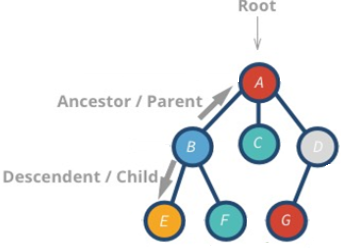 Root
A
Ancestor / Parent
B
C
D
Descendent / Child
E
F
G